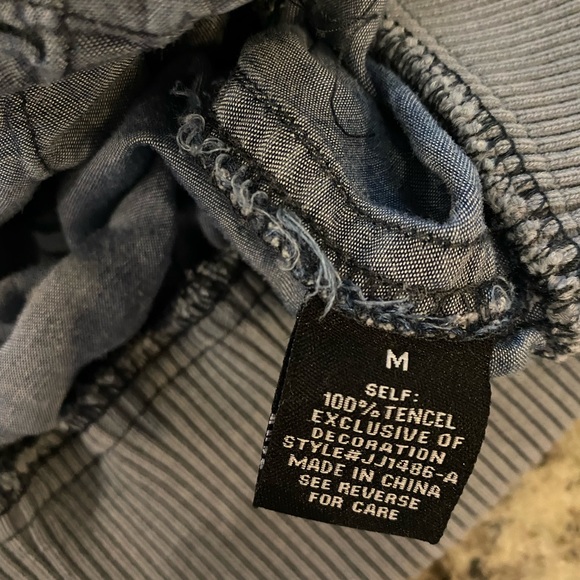 M
SELF:
100%TENCEL
EXCLUSIVE OF
DECORATION
STYLE#JJ1486-A
MADE IN CHINA
SEE REVERSE
FOR CARE